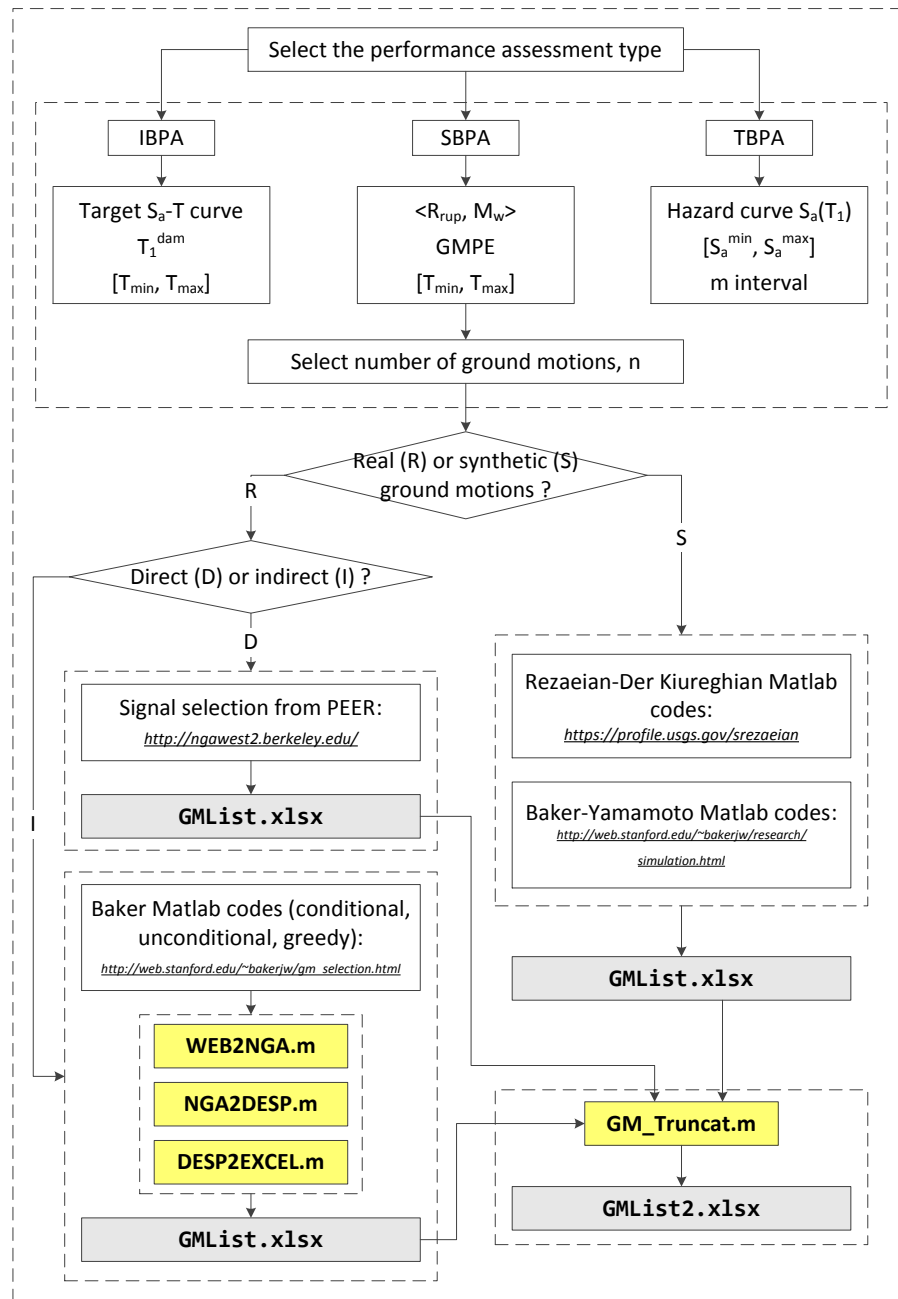 Select the performance assessment type
IBPA
SBPA
TBPA
Target Sa-T curve
T1dam
[Tmin, Tmax]
<Rrup, Mw>
GMPE
[Tmin, Tmax]
Hazard curve Sa(T1)
[Samin, Samax]
m interval
Select number of ground motions, n
Real (R) or synthetic (S)
ground motions ?
R
S
Direct (D) or indirect (I) ?
D
I
Signal selection from PEER:
http://ngawest2.berkeley.edu/
GMList.xlsx
Baker Matlab codes (conditional,
unconditional, greedy):
http://web.stanford.edu/~bakerjw/gm_selection.html
WEB2NGA.m
NGA2DESP.m
DESP2EXCEL.m
GMList.xlsx
Rezaeian-Der Kiureghian Matlab
codes:
https://profile.usgs.gov/srezaeian
Baker-Yamamoto Matlab codes:
http://web.stanford.edu/~bakerjw/research/
simulation.html
GMList.xlsx
GM_Truncat.m
GMList2.xlsx